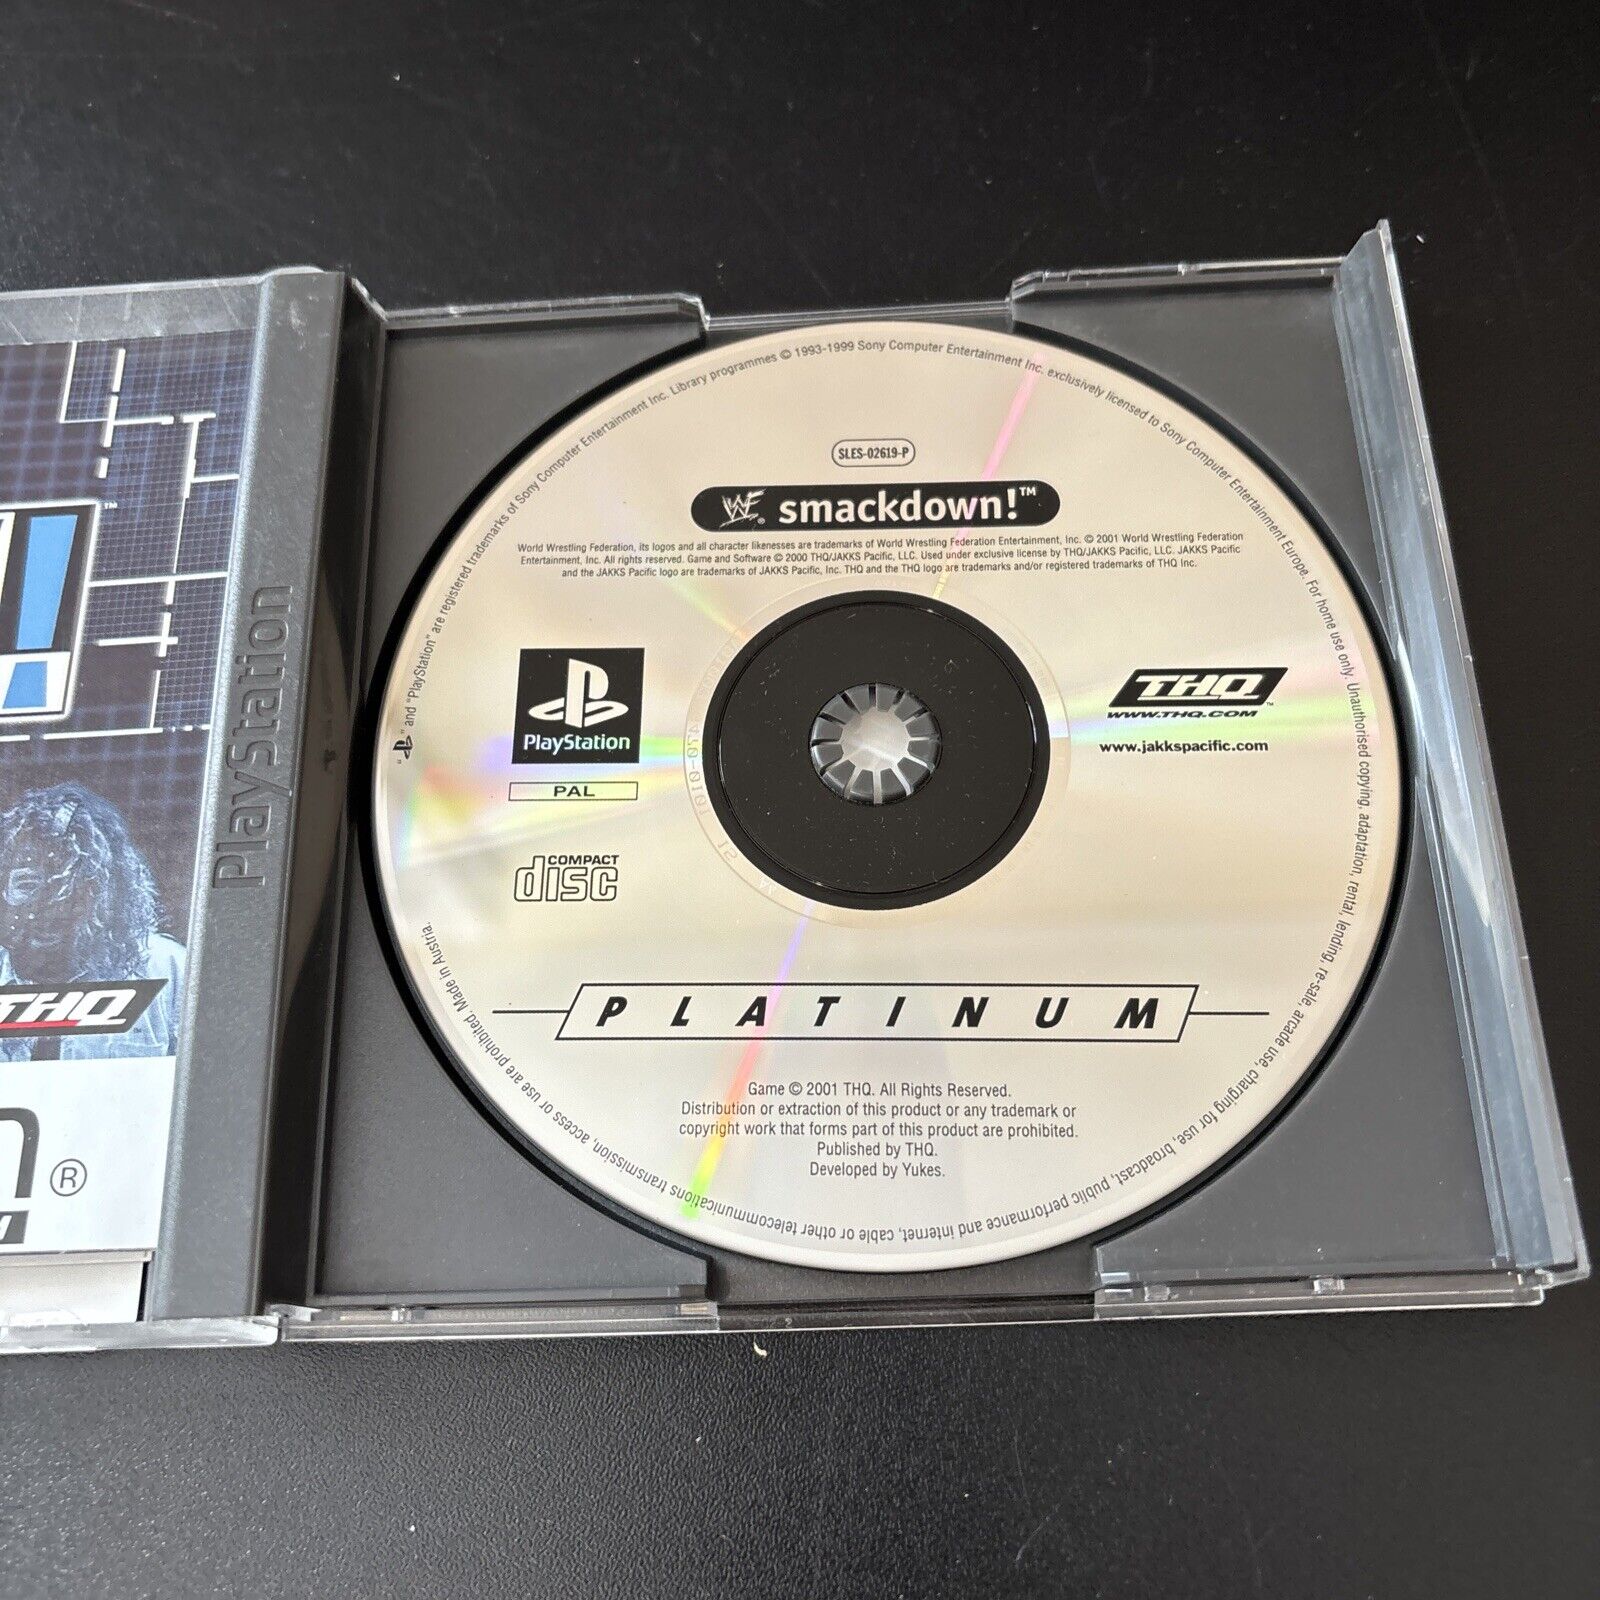 PlayStation
THQ
®
" and "PlayStation" are registered trademarks of Sony Computer Entertainment Inc. Library programmes © 1993-1999 Sony Computer Entertainment Inc. exclusively licensed to Sony Computer Entertainment Europe. For home use only. Unauthorised copying, adaptation, rental, lending, re-sale, arcade use, charging for use, broadcast, public performance and internet, cable or other telecommunications transmission, access or use are prohibited. Made in Austria.
SLES-02619-P
WF® smackdown!™
World Wrestling Federation, its logos and all character likenesses are trademarks of World Wrestling Federation Entertainment, Inc. © 2001 World Wrestling Federation
Entertainment, Inc. All rights reserved. Game and Software © 2000 THQ/JAKKS Pacific, LLC. Used under exclusive license by THQ/JAKKS Pacific, LLC. JAKKS Pacific
and the JAKKS Pacific logo are trademarks of JAKKS Pacific, Inc. THQ and the THQ logo are trademarks and/or registered trademarks of THQ Inc.
PlayStation
PAL
COMPACT
disc
THQ™
WWW.THQ.COM
www.jakkspacific.com
PLATINUM
Game © 2001 THQ. All Rights Reserved.
Distribution or extraction of this product or any trademark or
copyright work that forms part of this product are prohibited.
Published by THQ.
Developed by Yukes.